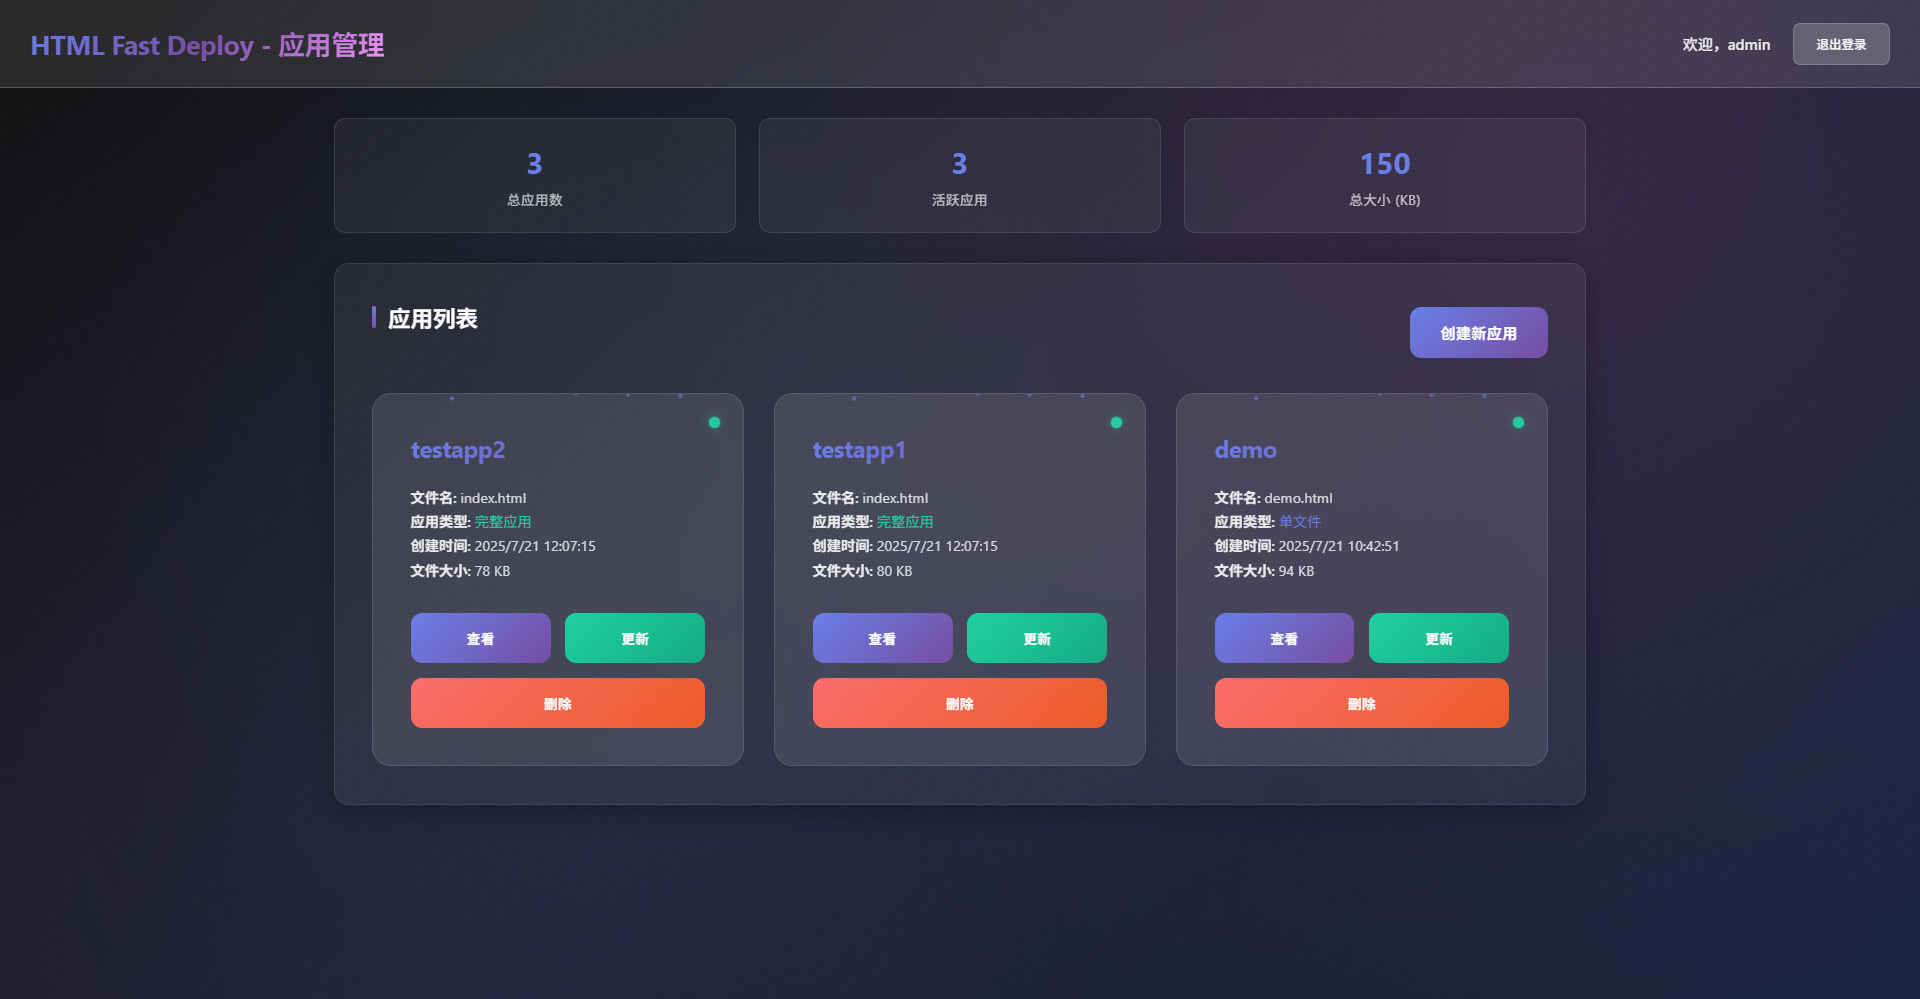 HTML Fast Deploy - 应用管理
欢迎，admin
退出登录
3
总应用数
3
活跃应用
150
总大小 (KB)
应用列表
创建新应用
testapp2
文件名: index.html
应用类型: 完整应用
创建时间: 2025/7/21 12:07:15
文件大小: 78 KB
查看
更新
删除
testapp1
文件名: index.html
应用类型: 完整应用
创建时间: 2025/7/21 12:07:15
文件大小: 80 KB
查看
更新
删除
demo
文件名: demo.html
应用类型: 单文件
创建时间: 2025/7/21 10:42:51
文件大小: 94 KB
查看
更新
删除